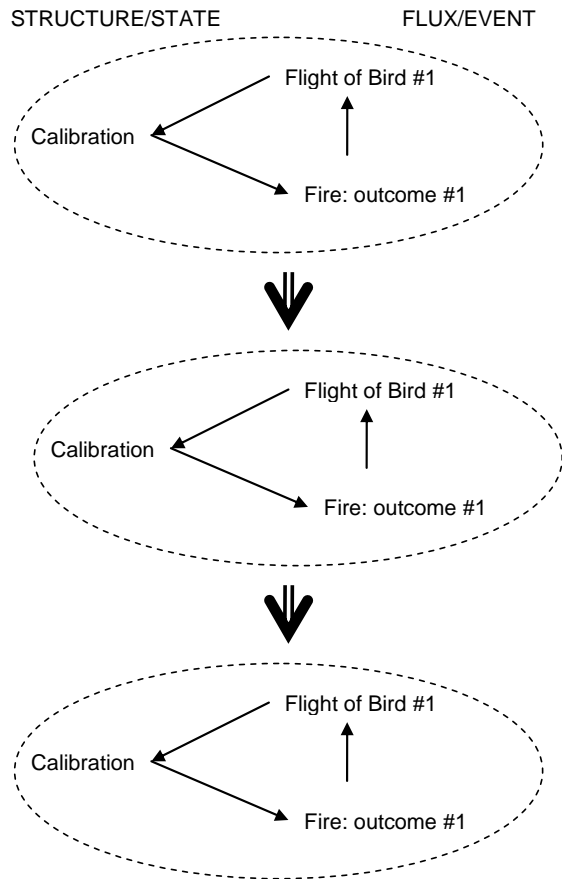 STRUCTURE/STATE FLUX/EVENT
Flight of Bird #1
Calibration
Fire: outcome #1
Flight of Bird #1
Calibration
Fire: outcome #1
Flight of Bird #1
Calibration
Fire: outcome #1